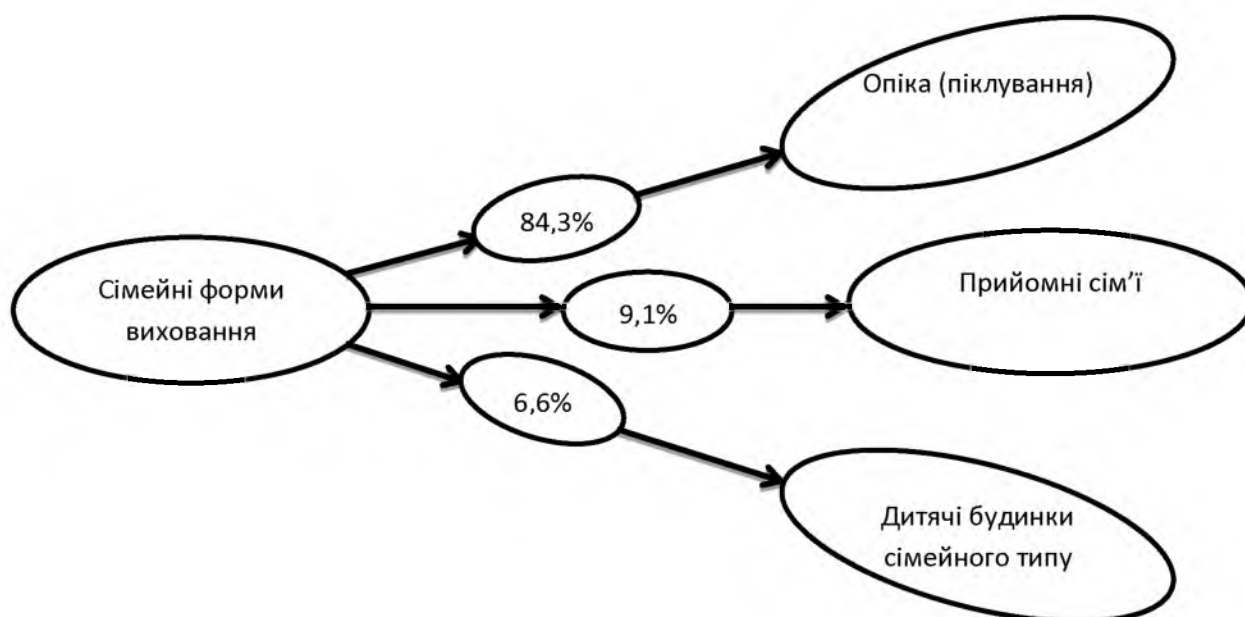 Опіка (піклування)
84,3%
Сімейні форми
виховання
9,1%
Прийомні сім’ї
6,6%
Дитячі будинки
сімейного типу